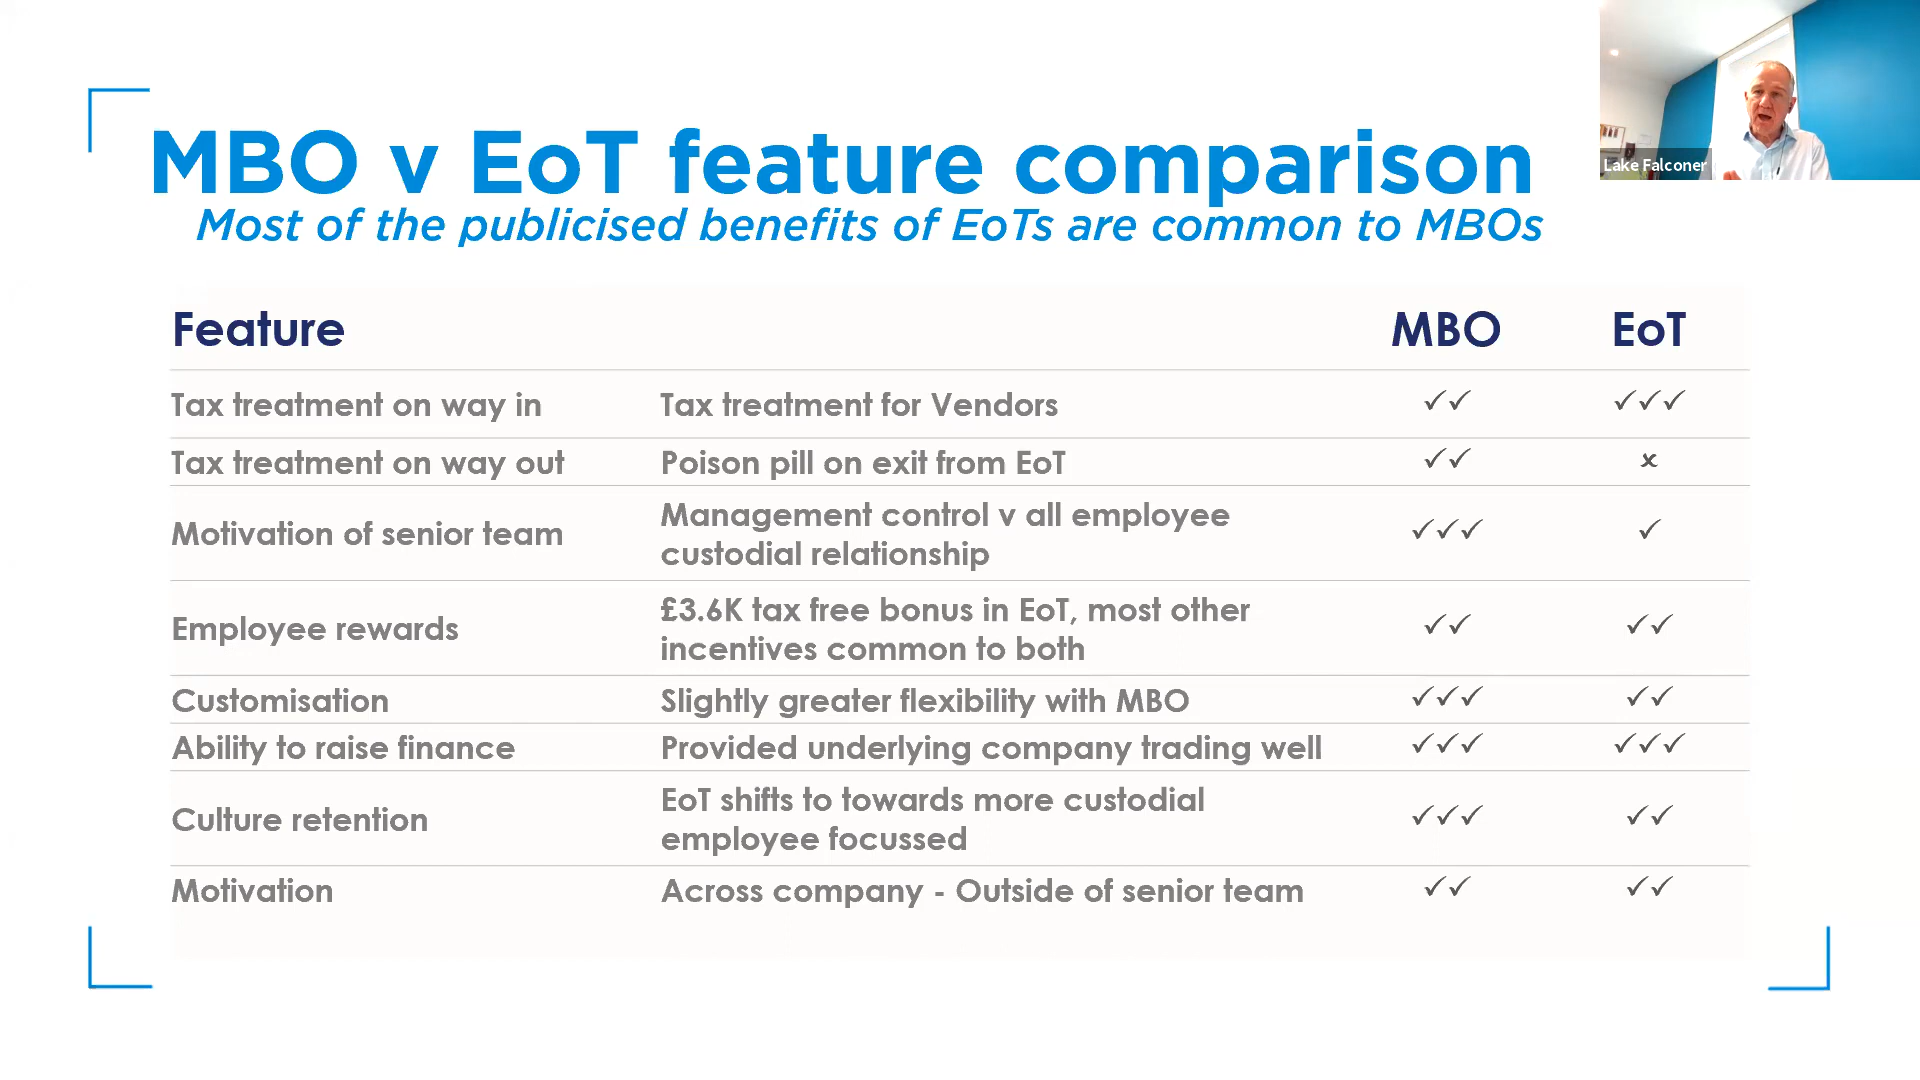 MBO v EoT feature comparison
Most of the publicised benefits of EoTs are common to MBOs
Lake Falconer
Feature MBO EoT
Tax treatment on way in Tax treatment for Vendors ✓✓ ✓✓✓
Tax treatment on way out Poison pill on exit from EoT ✓✓ ×
Motivation of senior team Management control v all employee
custodial relationship ✓✓✓ ✓
Employee rewards £3.6K tax free bonus in EoT, most other
incentives common to both ✓✓ ✓✓
Customisation Slightly greater flexibility with MBO ✓✓✓ ✓✓
Ability to raise finance Provided underlying company trading well ✓✓✓ ✓✓✓
Culture retention EoT shifts to towards more custodial
employee focussed ✓✓✓ ✓✓
Motivation Across company - Outside of senior team ✓✓ ✓✓